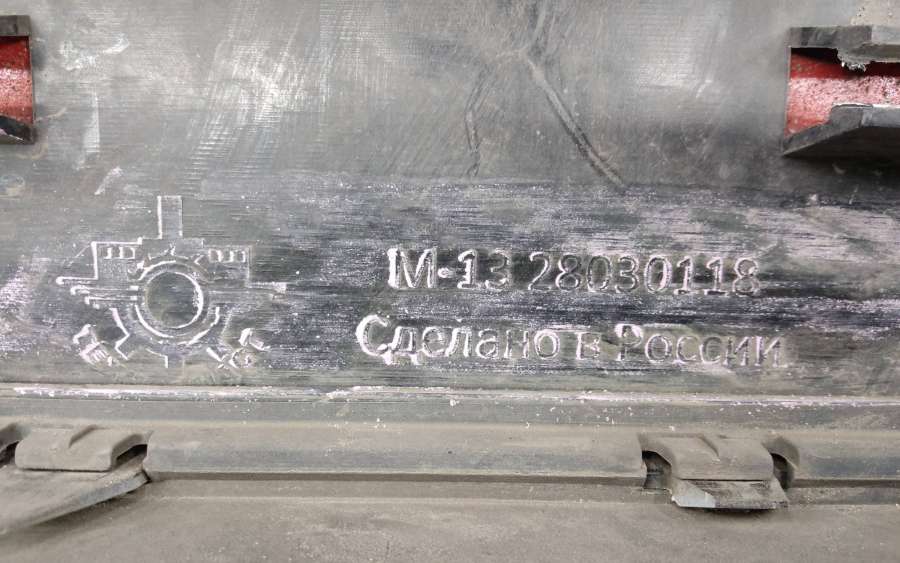 М-13 28030118
Сделано в России